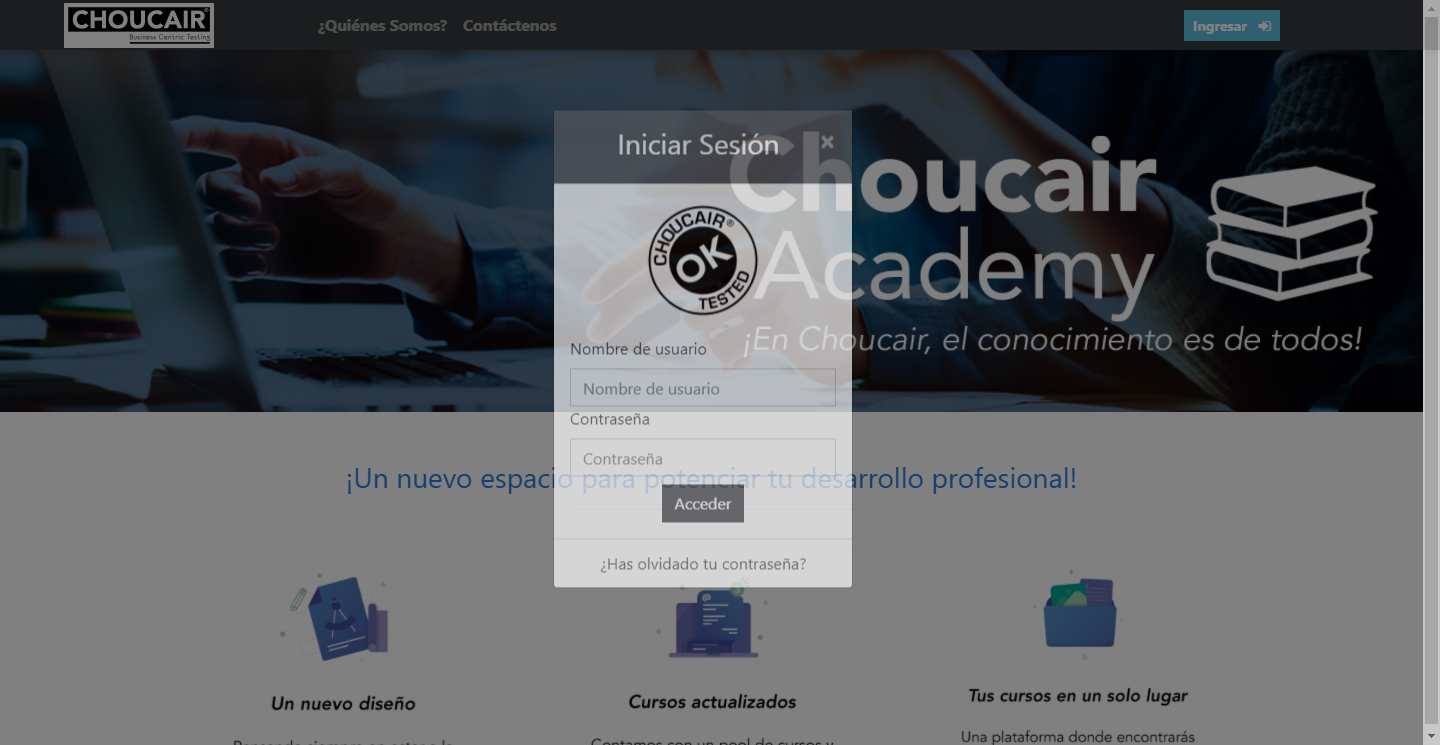 CHOUCAIR®
Business Centric Testing
¿Quiénes Somos?
Contáctenos
Ingresar
Iniciar Sesión
×
CHOUCAIR®
OK
TESTED
Choucair
Academy
¡En Choucair, el conocimiento es de todos!
Nombre de usuario
Nombre de usuario
Contraseña
Contraseña
¡Un nuevo espacio para potenciar tu desarrollo profesional!
Acceder
¿Has olvidado tu contraseña?
Un nuevo diseño
Cursos actualizados
Tus cursos en un solo lugar
Contamos con un pool de cursos y
Una plataforma donde encontrarás